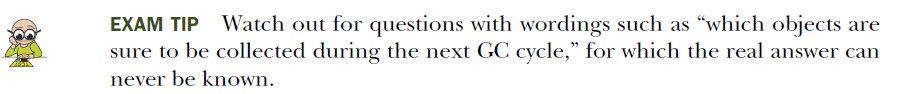 EXAM TIP Watch out for questions with wordings such as “which objects are
sure to be collected during the next GC cycle,” for which the real answer can
never be known.